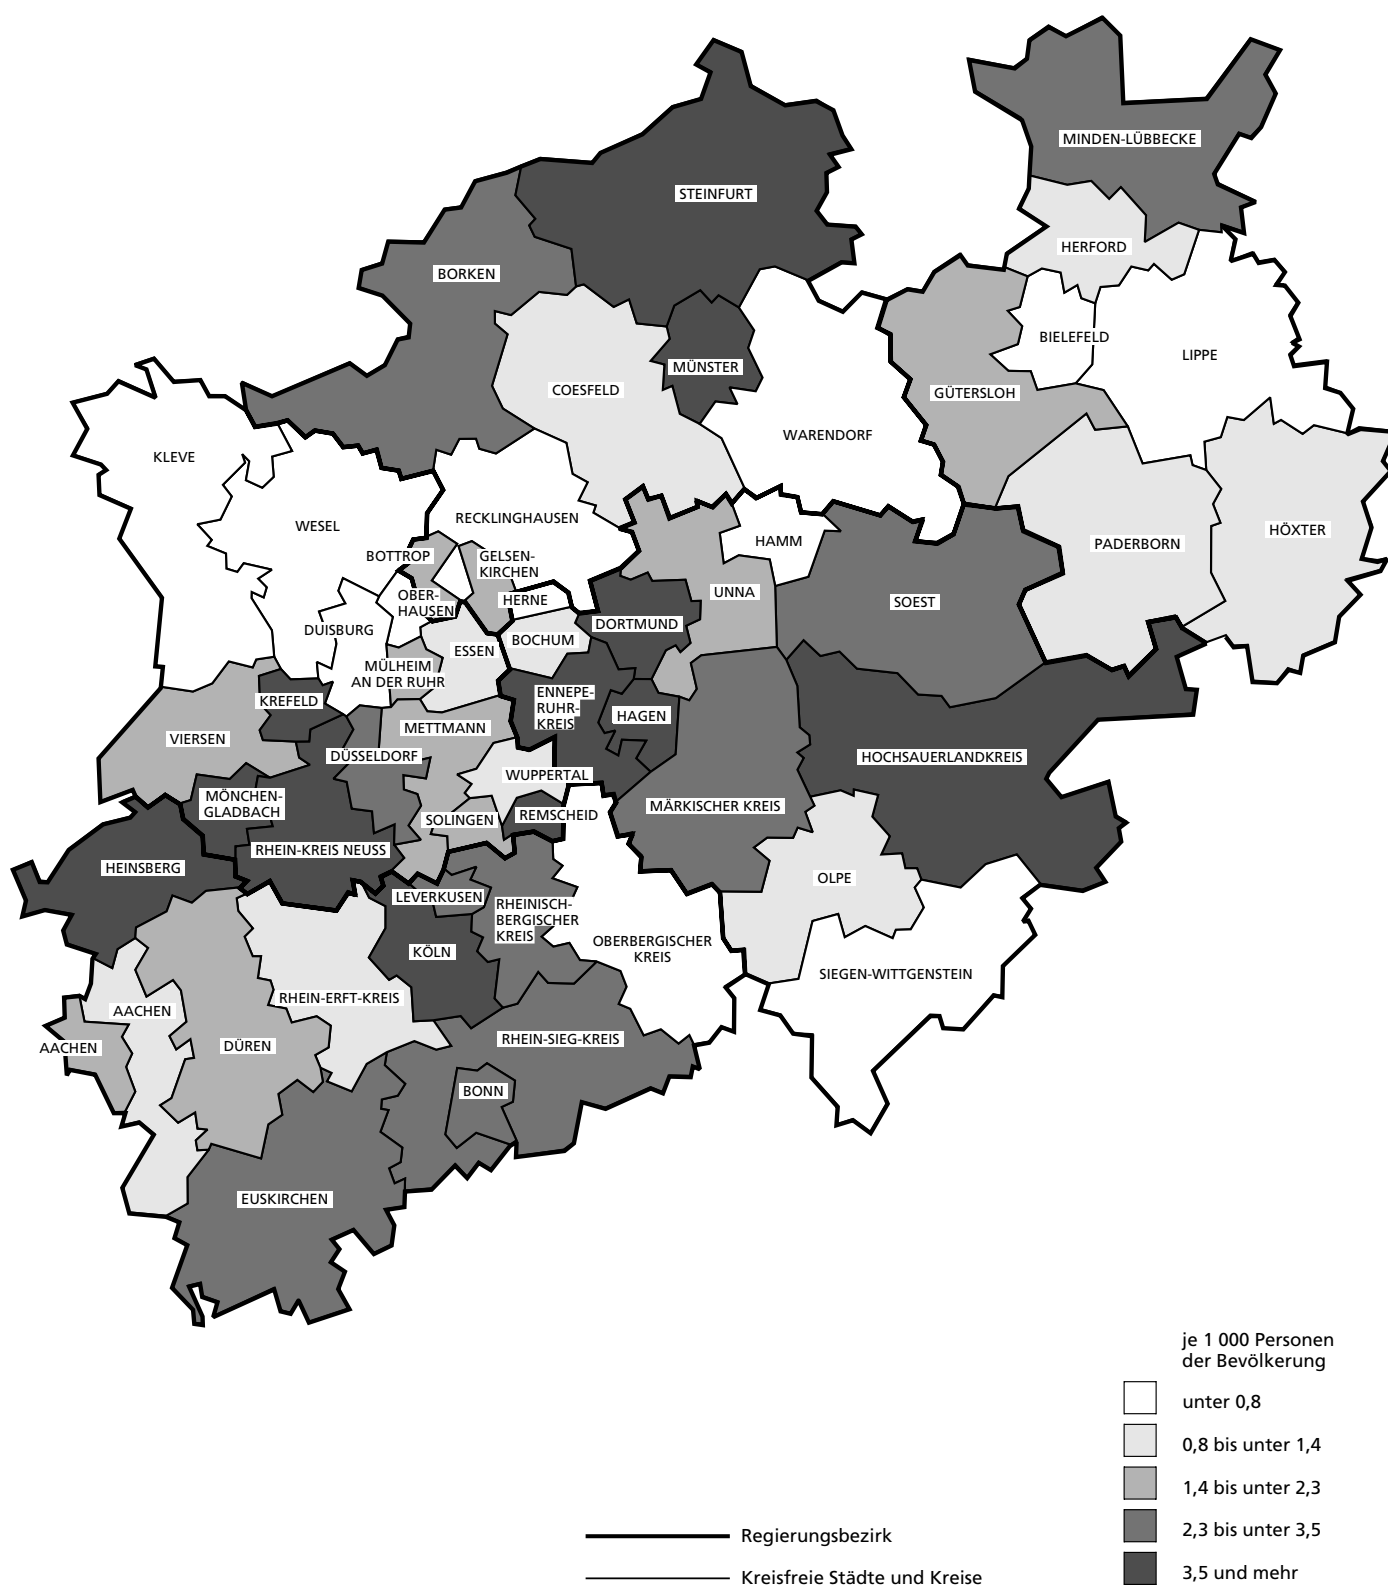 MINDEN-LÜBBECKE
STEINFURT
HERFORD
BORKEN
BIELEFELD
LIPPE
MÜNSTER
COESFELD
GÜTERSLOH
WARENDORF
KLEVE
WESEL
RECKLINGHAUSEN
HÖXTER
HAMM
PADERBORN
BOTTROP
GELSEN-
KIRCHEN
OBER-
HAUSEN
HERNE
UNNA
SOEST
DUISBURG
DORTMUND
BOCHUM
ESSEN
MÜLHEIM
AN DER RUHR
KREFELD
ENNEPE-
RUHR-
KREIS
HAGEN
METTMANN
VIERSEN
DÜSSELDORF
HOCHSAUERLANDKREIS
WUPPERTAL
MÖNCHEN-
GLADBACH
MÄRKISCHER KREIS
REMSCHEID
SOLINGEN
RHEIN-KREIS NEUSS
HEINSBERG
OLPE
LEVERKUSEN
RHEINISCH-
BERGISCHER
KREIS
OBERBERGISCHER
KREIS
KÖLN
SIEGEN-WITTGENSTEIN
RHEIN-ERFT-KREIS
AACHEN
RHEIN-SIEG-KREIS
AACHEN
DÜREN
BONN
EUSKIRCHEN
je 1 000 Personen
der Bevölkerung
unter 0,8
0,8 bis unter 1,4
1,4 bis unter 2,3
2,3 bis unter 3,5
3,5 und mehr
Regierungsbezirk
Kreisfreie Städte und Kreise